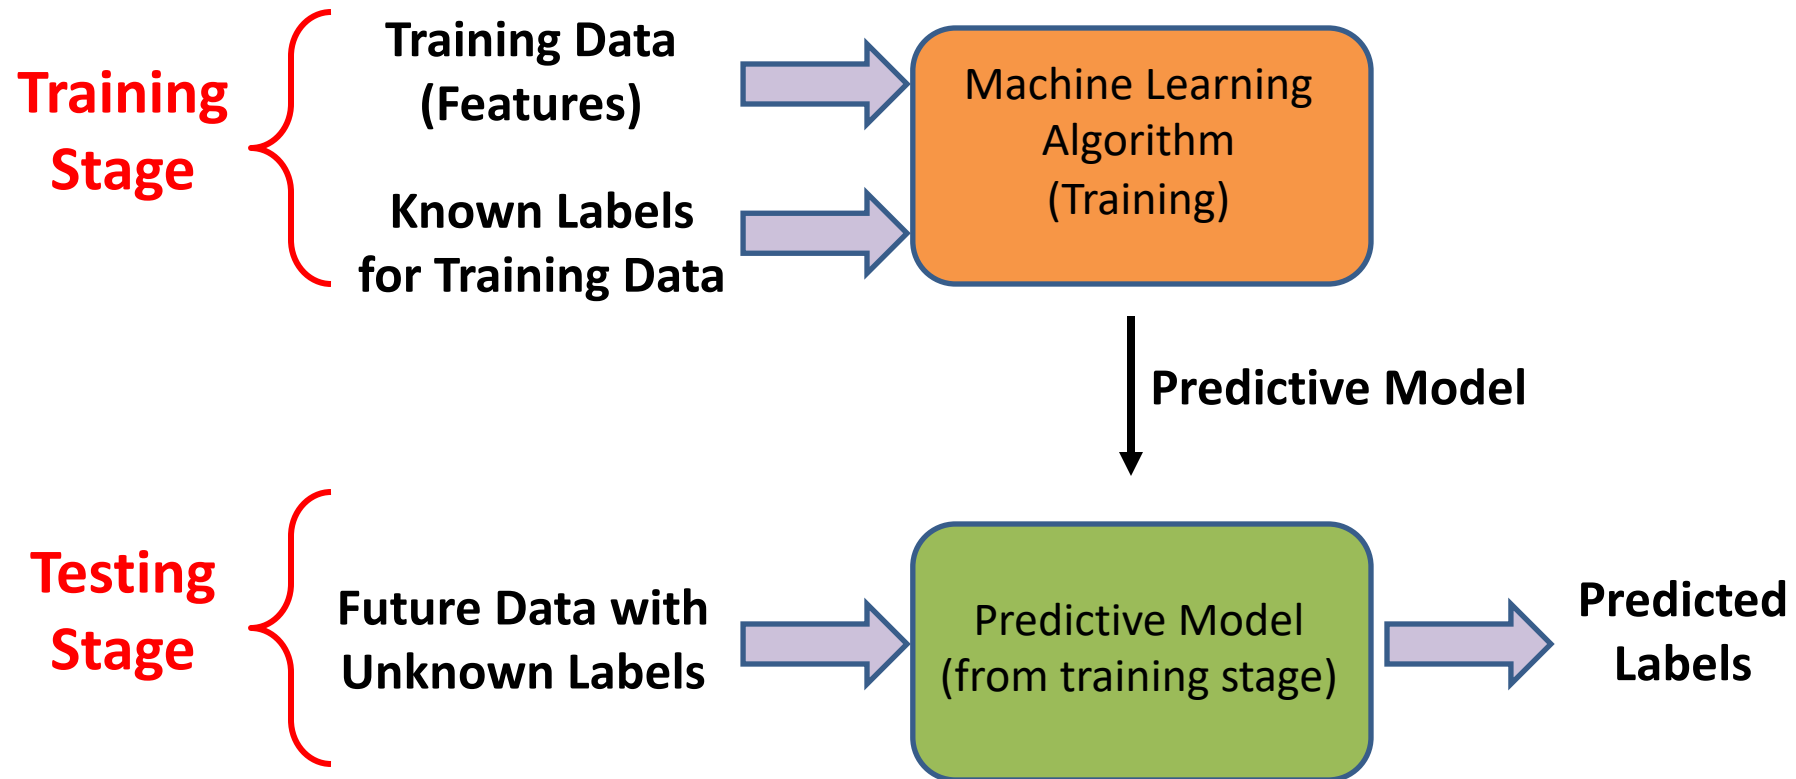 Training
Stage
Training Data
(Features)
Known Labels
for Training Data
Machine Learning
Algorithm
(Training)
Predictive Model
Testing
Stage
Future Data with
Unknown Labels
Predictive Model
(from training stage)
Predicted
Labels